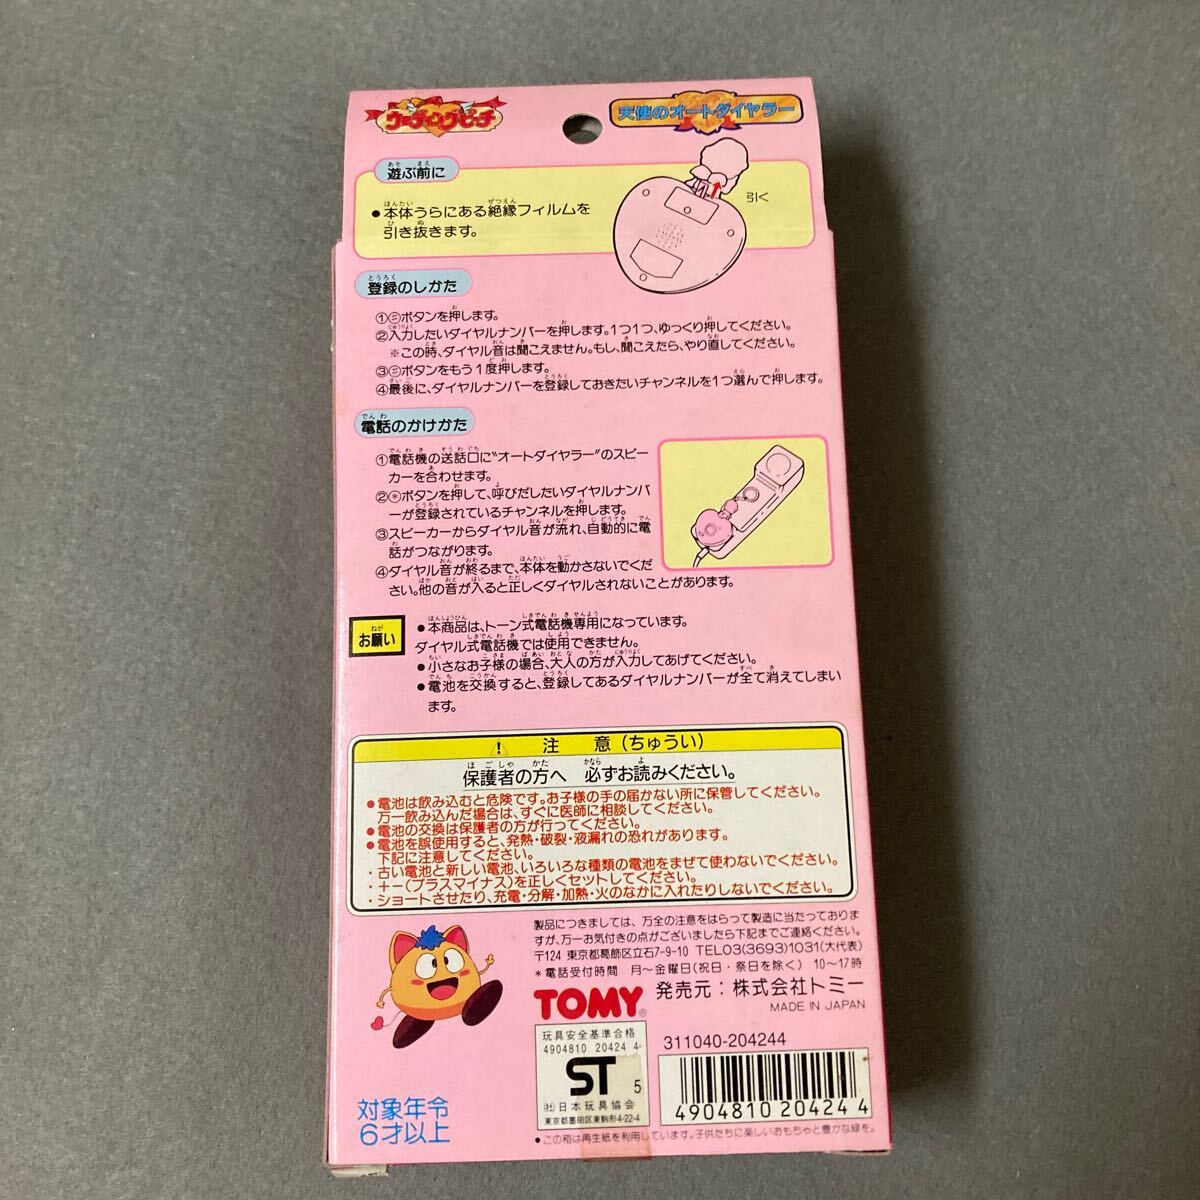 ウェディングピーチ
天使のオートダイヤラー
遊ぶ前に
●本体うらにある絶縁フィルムを
引き抜きます。
引く
登録のしかた
①㊂ボタンを押します。
②入力したいダイヤルナンバーを押します。1つ1つ、ゆっくり押してください。
※この時、ダイヤル音は聞こえません。もし、聞こえたら、やり直してください。
③㊂ボタンをもう1度押します。
④最後に、ダイヤルナンバーを登録しておきたいチャンネルを1つ選んで押します。
電話のかけかた
①電話機の送話口に“オートダイヤラー”のスピー
カーを合わせます。
②⊛ボタンを押して、呼びだしたいダイヤルナンバ
ーが登録されているチャンネルを押します。
③スピーカーからダイヤル音が流れ、自動的に電
話がつながります。
④ダイヤル音が終るまで、本体を動かさないでくだ
さい。他の音が入ると正しくダイヤルされないことがあります。
お願い
●本商品は、トーン式電話機専用になっています。
ダイヤル式電話機では使用できません。
●小さなお子様の場合、大人の方が入力してあげてください。
●電池を交換すると、登録してあるダイヤルナンバーが全て消えてしまい
ます。
⚠ 注 意（ちゅうい）
保護者の方へ 必ずお読みください。
●電池は飲み込むと危険です。お子様の手の届かない所に保管してください。
万一飲み込んだ場合は、すぐに医師に相談してください。
●電池の交換は保護者の方が行ってください。
●電池を誤使用すると、発熱・破裂・液漏れの恐れがあります。
下記に注意してください。
・古い電池と新しい電池、いろいろな種類の電池をまぜて使わないでください。
・＋－（プラスマイナス）を正しくセットしてください。
・ショートさせたり、充電・分解・加熱・火のなかに入れたりしないでください。
製品につきましては、万全の注意をはらって製造に当たっておりま
すが、万一お気付きの点がございましたら下記までご連絡ください。
〒124 東京都葛飾区立石7-9-10 TEL03(3693)1031(大代表)
＊電話受付時間 月～金曜日(祝日・祭日を除く) 10～17時
TOMY® 発売元：株式会社トミー
MADE IN JAPAN
玩具安全基準合格
4904810 20424 4
ST 5
(社)日本玩具協会
東京都墨田区東駒形4-22-4
311040-204244
4904810 204244
対象年令
6才以上
●この箱は再生紙を利用しています。子供たちに楽しいおもちゃと豊かな緑を。